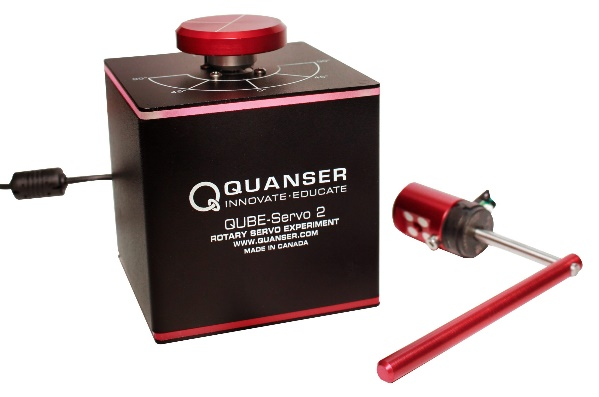 QUANSER
INNOVATE·EDUCATE
QUBE-Servo 2
ROTARY SERVO EXPERIMENT
WWW.QUANSER.COM
MADE IN CANADA